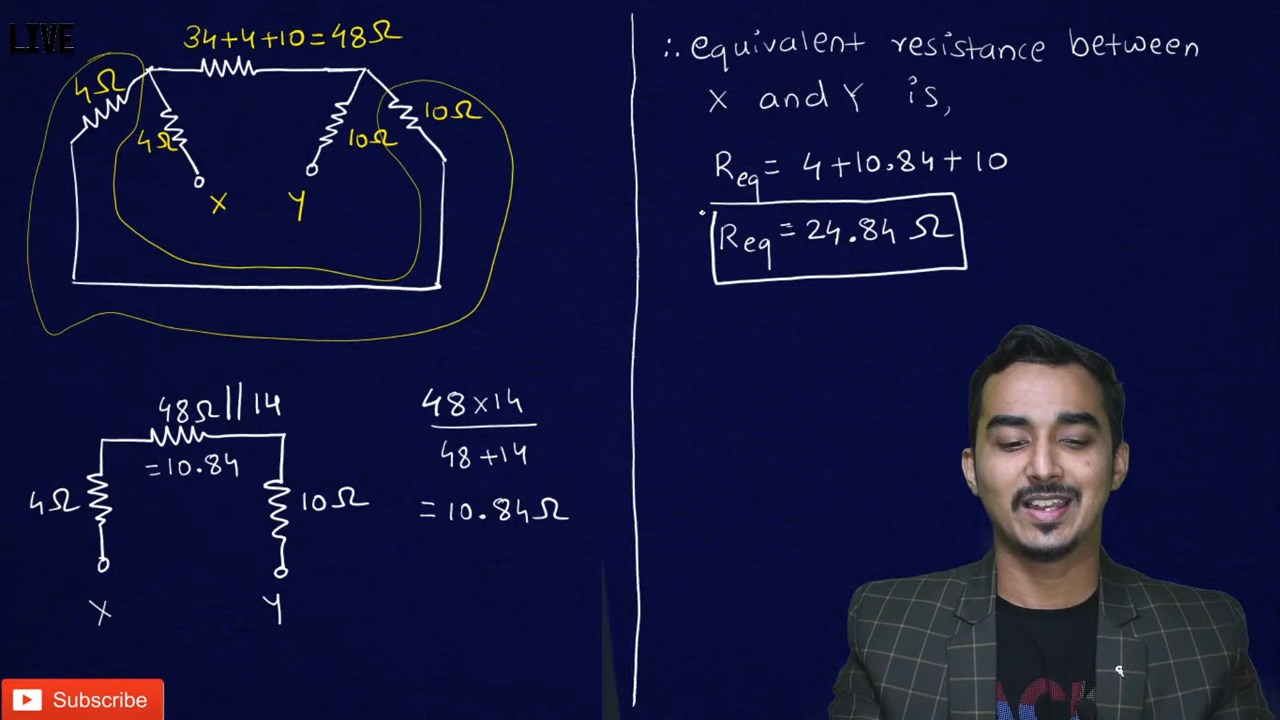 LIVE
34+4+10=48Ω
4Ω
10Ω
4Ω
10Ω
X
Y
48Ω||14
=10.84
4Ω
10Ω
X
Y
48×14
48+14
=10.84Ω
∴ equivalent resistance between
X and Y is,
Req = 4+10.84+10
Req = 24.84 Ω
Subscribe